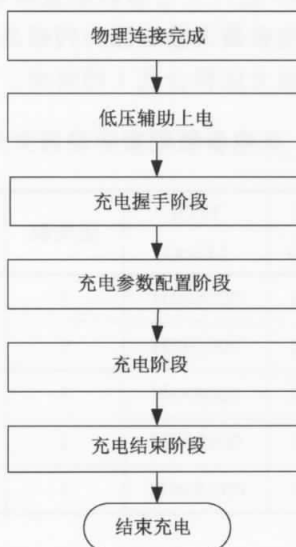 物理连接完成
低压辅助上电
充电握手阶段
充电参数配置阶段
充电阶段
充电结束阶段
结束充电